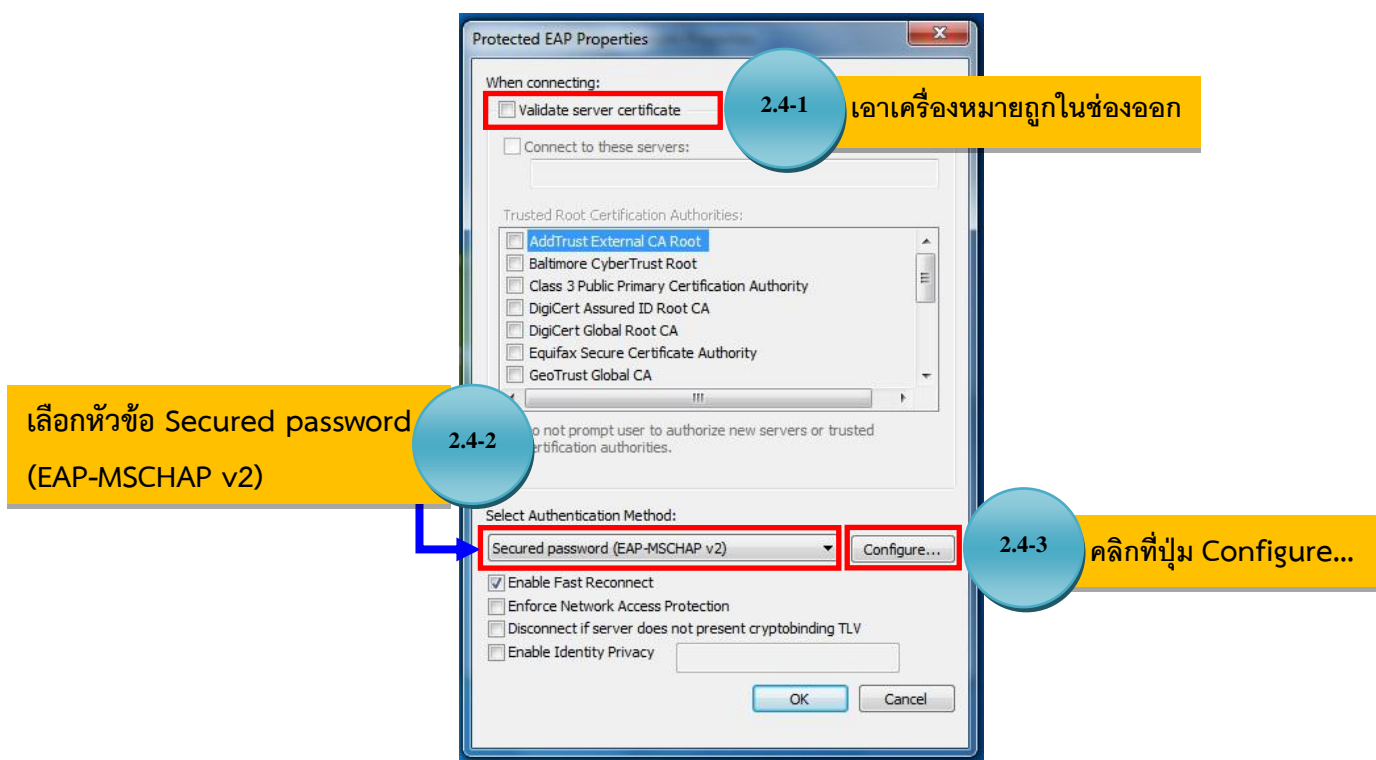 Protected EAP Properties
When connecting:
Validate server certificate
2.4-1
เอาเครื่องหมายถูกในช่องออก
Connect to these servers:
Trusted Root Certification Authorities:
AddTrust External CA Root
Baltimore CyberTrust Root
Class 3 Public Primary Certification Authority
DigiCert Assured ID Root CA
DigiCert Global Root CA
Equifax Secure Certificate Authority
GeoTrust Global CA
เลือกหัวข้อ Secured password
(EAP-MSCHAP v2)
2.4-2
o not prompt user to authorize new servers or trusted
ertification authorities.
Select Authentication Method:
Secured password (EAP-MSCHAP v2)
Configure...
2.4-3
คลิกที่ปุ่ม Configure...
Enable Fast Reconnect
Enforce Network Access Protection
Disconnect if server does not present cryptobinding TLV
Enable Identity Privacy
OK
Cancel